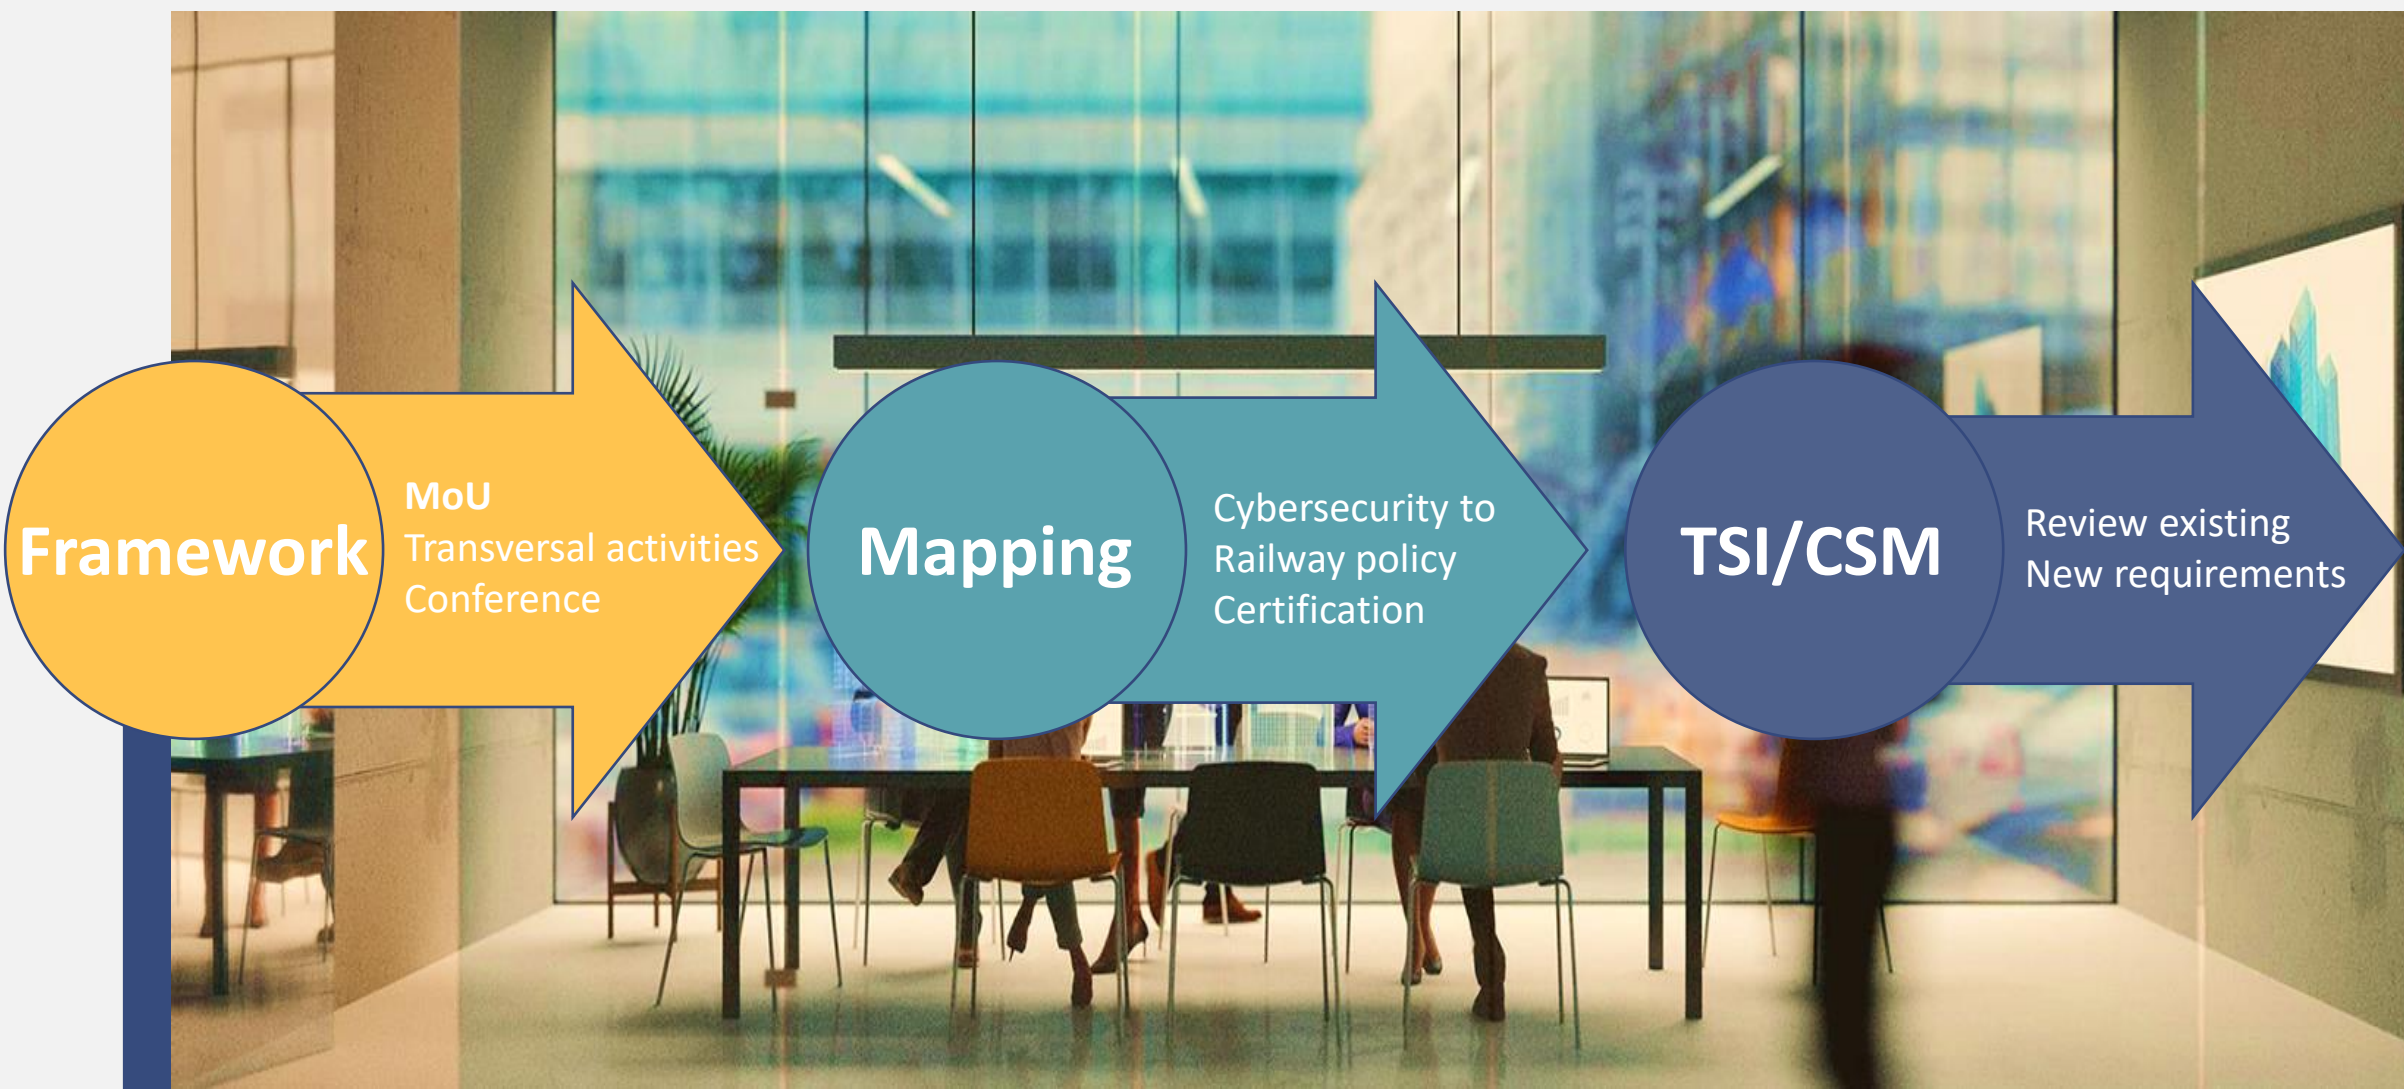 Framework
MoU
Transversal activities
Conference
Mapping
Cybersecurity to
Railway policy
Certification
TSI/CSM
Review existing
New requirements